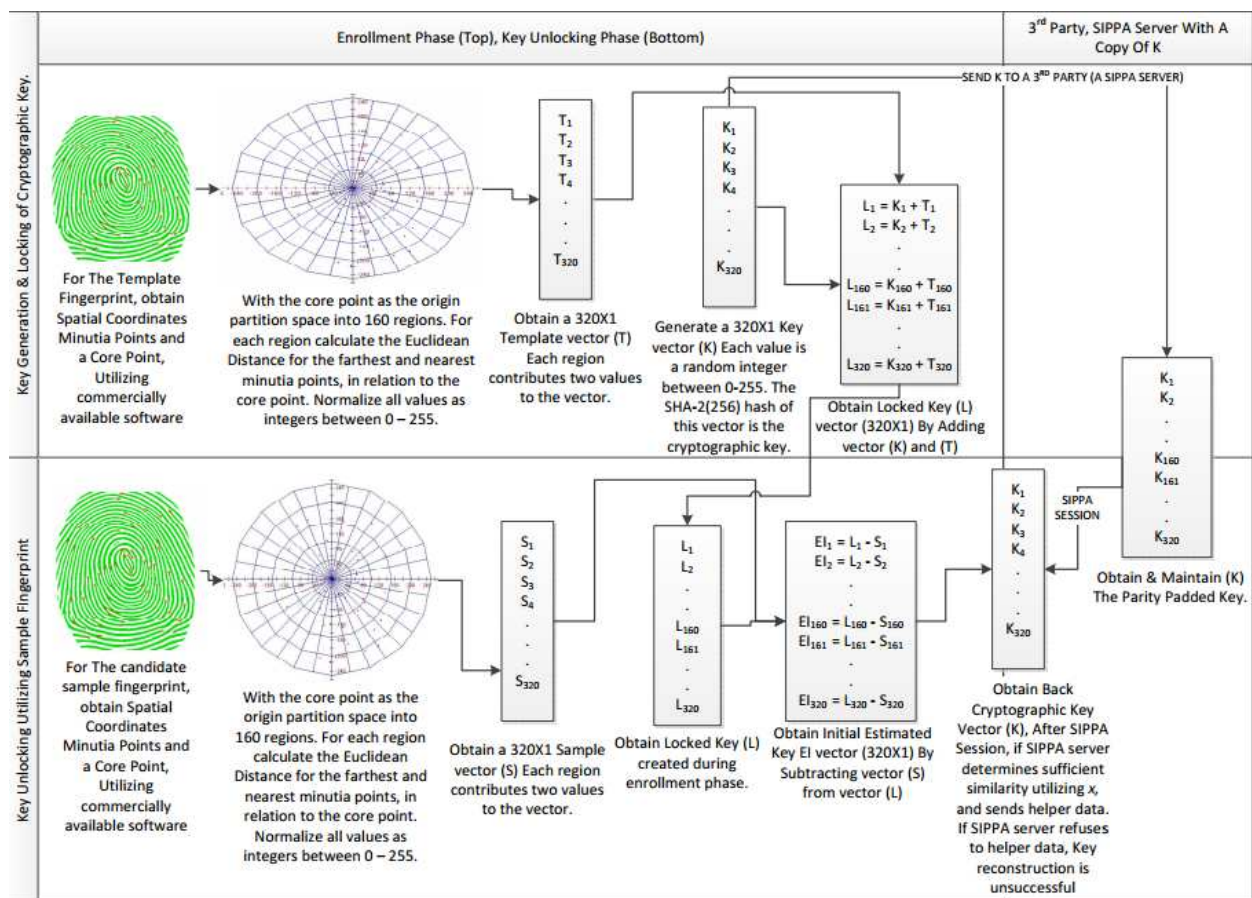 Enrollment Phase (Top), Key Unlocking Phase (Bottom)
3rd Party, SIPPA Server With A
Copy Of K
Key Generation & Locking of Cryptographic Key.
SEND K TO A 3RD PARTY (A SIPPA SERVER)
For The Template
Fingerprint, obtain
Spatial Coordinates
Minutia Points and
a Core Point,
Utilizing
commercially
available software
With the core point as the origin
partition space into 160 regions. For
each region calculate the Euclidean
Distance for the farthest and nearest
minutia points, in relation to the
core point. Normalize all values as
integers between 0 – 255.
T1
T2
T3
T4
.
.
.
T320
Obtain a 320X1
Template vector (T)
Each region
contributes two values
to the vector.
K1
K2
K3
K4
.
.
.
K320
Generate a 320X1 Key
vector (K) Each value is
a random integer
between 0-255. The
SHA-2(256) hash of
this vector is the
cryptographic key.
L1 = K1 + T1
L2 = K2 + T2
.
.
L160 = K160 + T160
L161 = K161 + T161
.
.
L320 = K320 + T320
Obtain Locked Key (L)
vector (320X1) By Adding
vector (K) and (T)
K1
K2
.
.
K160
K161
.
.
K320
Obtain & Maintain (K)
The Parity Padded Key.
Key Unlocking Utilizing Sample Fingerprint
For The candidate
sample fingerprint,
obtain Spatial
Coordinates
Minutia Points and
a Core Point,
Utilizing
commercially
available software
With the core point as the
origin partition space into
160 regions. For each region
calculate the Euclidean
Distance for the farthest and
nearest minutia points, in
relation to the core point.
Normalize all values as
integers between 0 – 255.
S1
S2
S3
S4
.
.
.
S320
Obtain a 320X1 Sample
vector (S) Each region
contributes two values
to the vector.
L1
L2
.
.
L160
L161
.
.
L320
Obtain Locked Key (L)
created during
enrollment phase.
EI1 = L1 - S1
EI2 = L2 - S2
.
.
EI160 = L160 - S160
EI161 = L161 - S161
.
.
EI320 = L320 - S320
Obtain Initial Estimated
Key EI vector (320X1) By
Subtracting vector (S)
from vector (L)
K1
K2
K3
K4
.
.
.
K320
SIPPA
SESSION
Obtain Back
Cryptographic Key
Vector (K), After SIPPA
Session, if SIPPA server
determines sufficient
similarity utilizing x,
and sends helper data.
If SIPPA server refuses
to helper data, Key
reconstruction is
unsuccessful